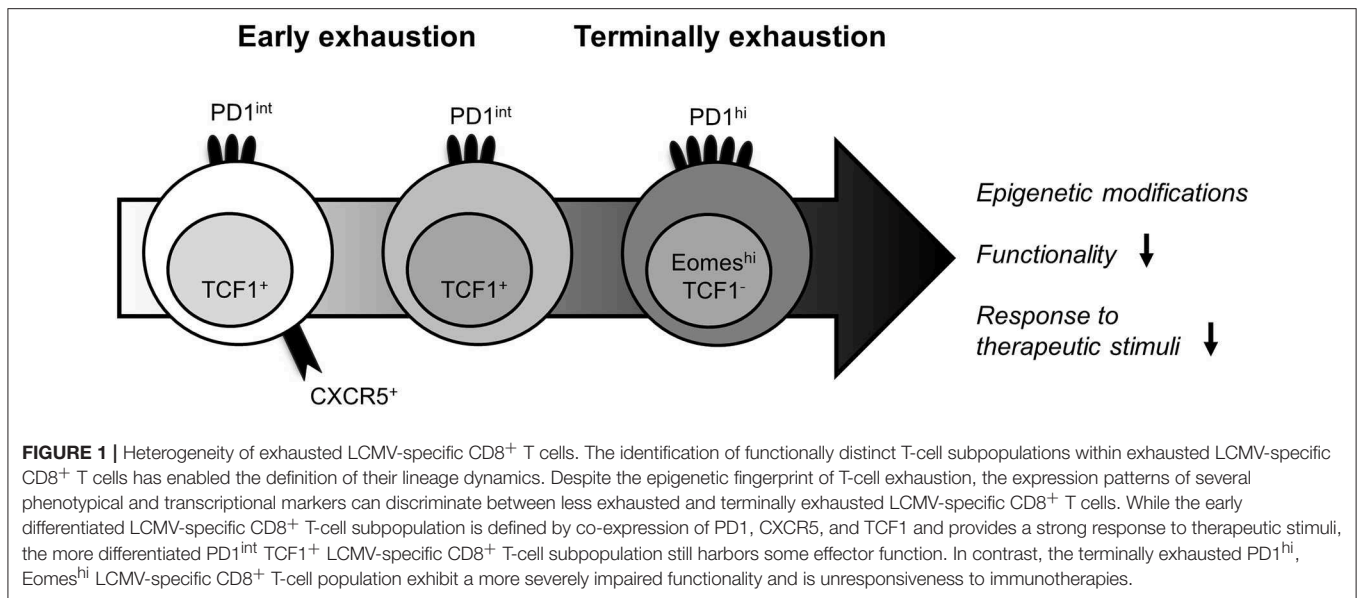 Early exhaustion Terminally exhaustion
PD1int PD1int PD1hi
Epigenetic modifications
Functionality
TCF1+ TCF1+ Eomeshi
TCF1-
Response to
therapeutic stimuli
CXCR5+
FIGURE 1 | Heterogeneity of exhausted LCMV-specific CD8+ T cells. The identification of functionally distinct T-cell subpopulations within exhausted LCMV-specific
CD8+ T cells has enabled the definition of their lineage dynamics. Despite the epigenetic fingerprint of T-cell exhaustion, the expression patterns of several
phenotypical and transcriptional markers can discriminate between less exhausted and terminally exhausted LCMV-specific CD8+ T cells. While the early
differentiated LCMV-specific CD8+ T-cell subpopulation is defined by co-expression of PD1, CXCR5, and TCF1 and provides a strong response to therapeutic stimuli,
the more differentiated PD1int TCF1+ LCMV-specific CD8+ T-cell subpopulation still harbors some effector function. In contrast, the terminally exhausted PD1hi,
Eomeshi LCMV-specific CD8+ T-cell population exhibit a more severely impaired functionality and is unresponsiveness to immunotherapies.